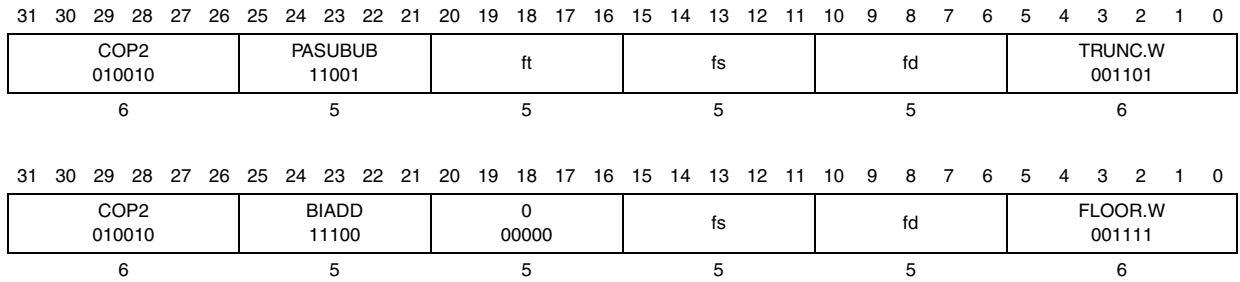 31 30 29 28 27 26 25 24 23 22 21 20 19 18 17 16 15 14 13 12 11 10 9 8 7 6 5 4 3 2 1 0
COP2 PASUBUB ft fs fd TRUNC.W
010010 11001 001101
6 5 5 5 5 6
31 30 29 28 27 26 25 24 23 22 21 20 19 18 17 16 15 14 13 12 11 10 9 8 7 6 5 4 3 2 1 0
COP2 BIADD 0 fs fd FLOOR.W
010010 11100 00000 001111
6 5 5 5 5 6